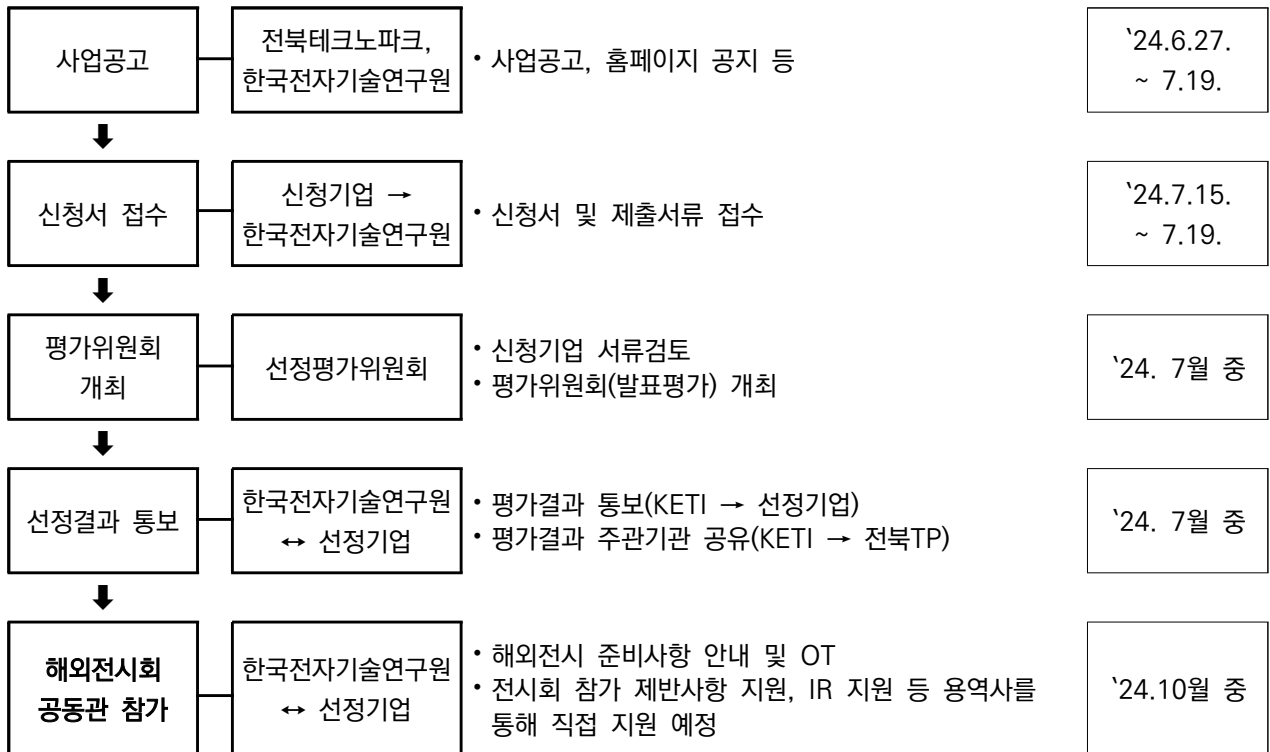 사업공고
전북테크노파크,
한국전자기술연구원
• 사업공고, 홈페이지 공지 등
‵24.6.27.
~ 7.19.
⬇
신청서 접수
신청기업 →
한국전자기술연구원
• 신청서 및 제출서류 접수
‵24.7.15.
~ 7.19.
⬇
평가위원회
개최
선정평가위원회
• 신청기업 서류검토
• 평가위원회(발표평가) 개최
‵24. 7월 중
⬇
선정결과 통보
한국전자기술연구원
↔ 선정기업
• 평가결과 통보(KETI → 선정기업)
• 평가결과 주관기관 공유(KETI → 전북TP)
‵24. 7월 중
⬇
해외전시회
공동관 참가
한국전자기술연구원
↔ 선정기업
• 해외전시 준비사항 안내 및 OT
• 전시회 참가 제반사항 지원, IR 지원 등 용역사를
통해 직접 지원 예정
‵24.10월 중